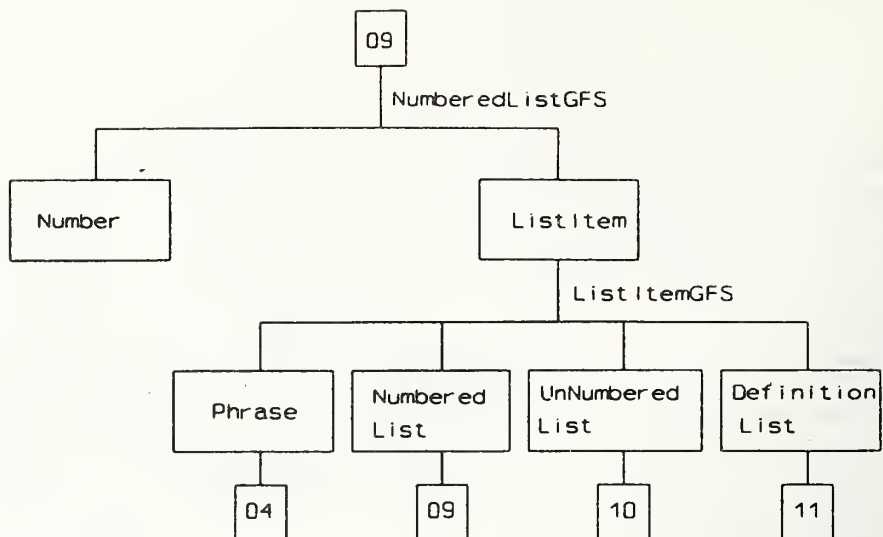 09
NumberedListGFS
Number
ListItem
ListItemGFS
Phrase
Numbered
List
UnNumbered
List
Definition
List
04
09
10
11